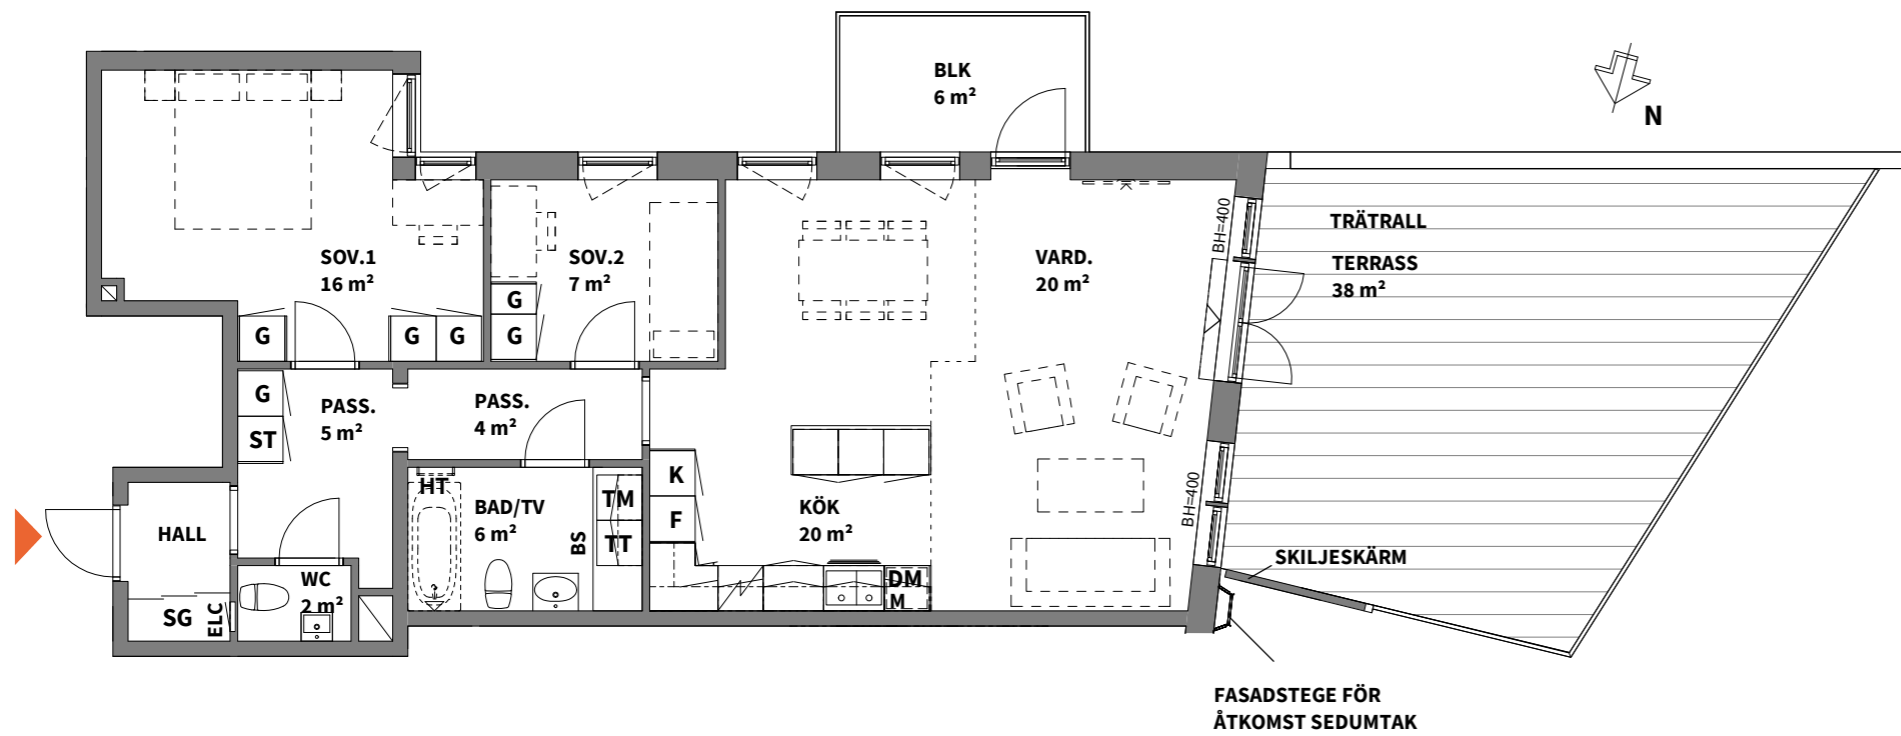 BLK
6 m²
N
SOV.1
16 m²
SOV.2
7 m²
VARD.
20 m²
BH=400
TRÄTRALL
TERRASS
38 m²
G
G
G
G
G
G
ST
PASS.
5 m²
PASS.
4 m²
HT
BAD/TV
6 m²
BS
TM
TT
K
F
KÖK
20 m²
DM
M
BH=400
SKILJESKÄRM
HALL
SG
ELC
WC
2 m²
FASADSTEGE FÖR
ÅTKOMST SEDUMTAK